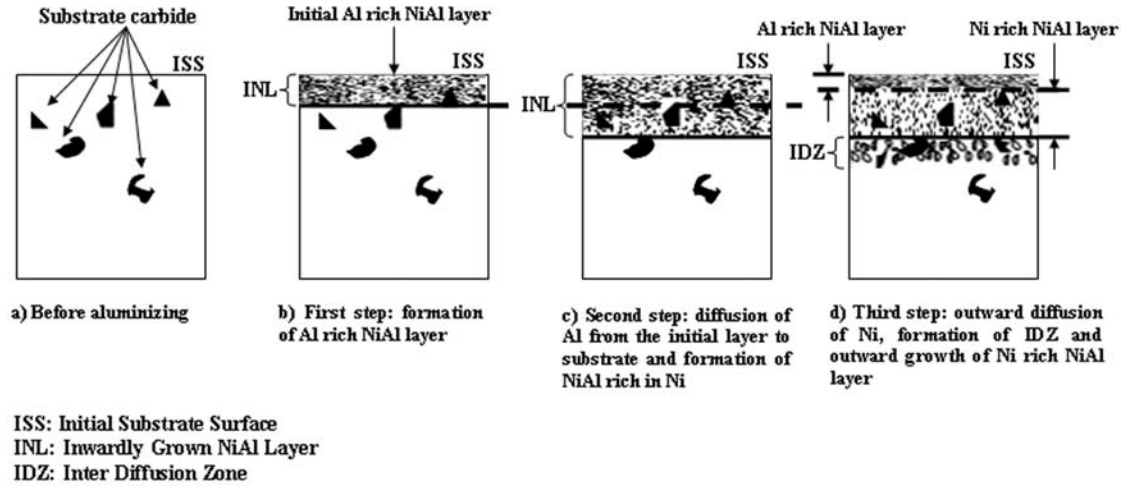 Substrate carbide
ISS
Initial Al rich NiAl layer
ISS
INL
INL
ISS
Al rich NiAl layer
Ni rich NiAl layer
ISS
IDZ
a) Before aluminizing
b) First step: formation
of Al rich NiAl layer
c) Second step: diffusion of
Al from the initial layer to
substrate and formation of
NiAl rich in Ni
d) Third step: outward diffusion
of Ni, formation of IDZ and
outward growth of Ni rich NiAl
layer
ISS: Initial Substrate Surface
INL: Inwardly Grown NiAl Layer
IDZ: Inter Diffusion Zone